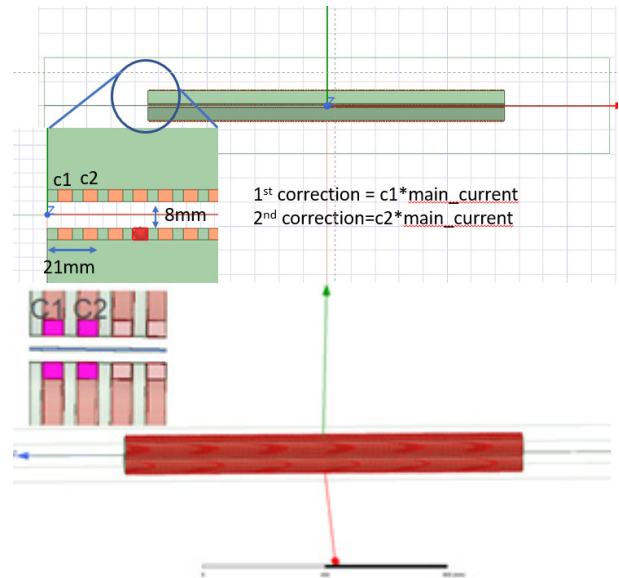 c1 c2
1st correction = c1*main_current
8mm
2nd correction=c2*main_current
21mm
C1 C2